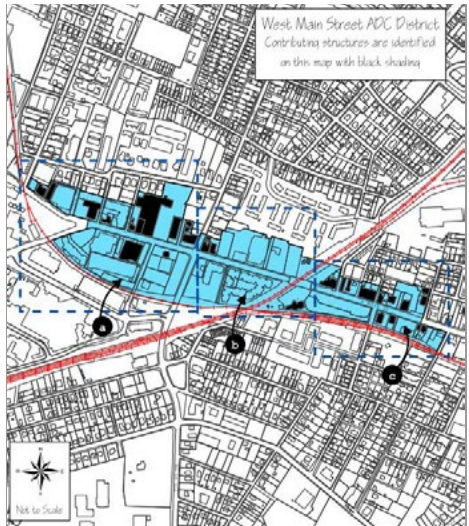 West Main Street ADC District
Contributing structures are identified
on this map with black shading
a
b
c
N
Not to Scale